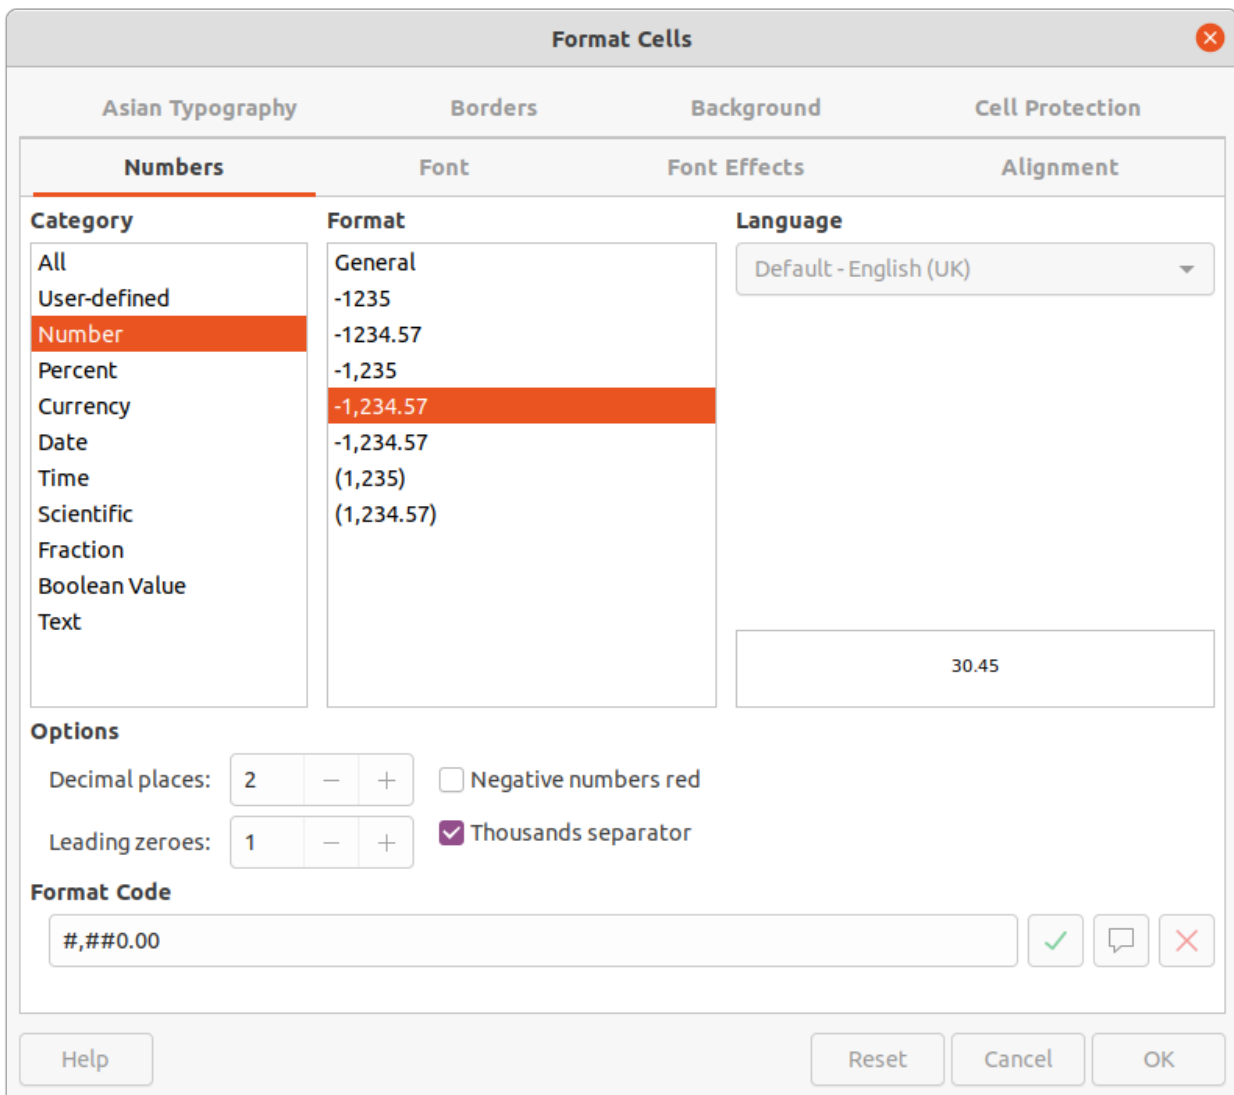 Format Cells
Asian Typography Borders Background Cell Protection
Numbers Font Font Effects Alignment
Category Format Language
All
User-defined
Number
Percent
Currency
Date
Time
Scientific
Fraction
Boolean Value
Text
General
-1235
-1234.57
-1,235
-1,234.57
-1,234.57
(1,235)
(1,234.57)
Default - English (UK)
30.45
Options
Decimal places: 2 − + Negative numbers red
Leading zeroes: 1 − + Thousands separator
Format Code
#,##0.00
Help Reset Cancel OK